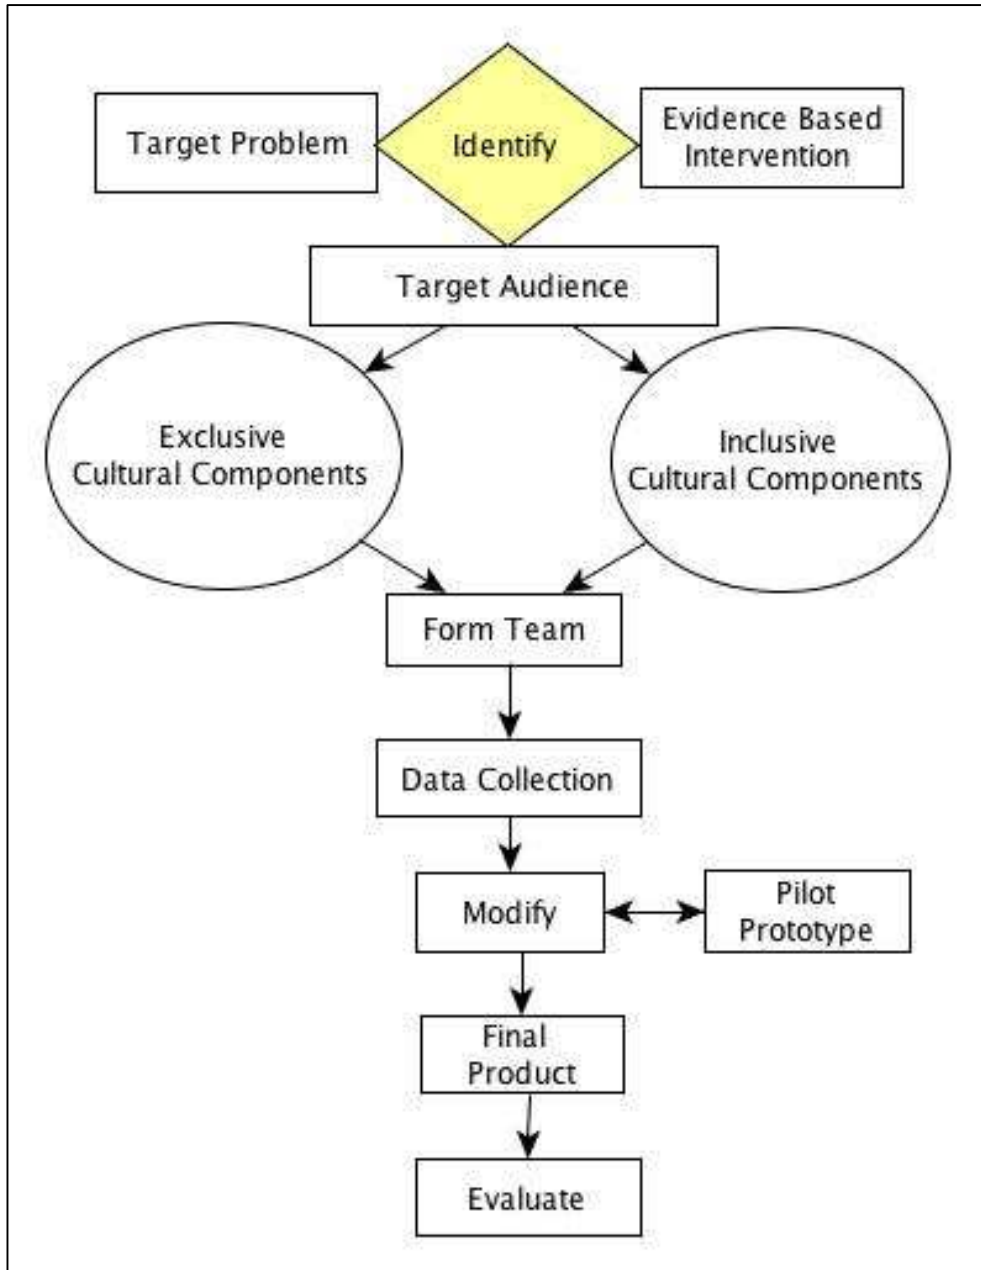 Target Problem
Identify
Evidence Based
Intervention
Target Audience
Exclusive
Cultural Components
Inclusive
Cultural Components
Form Team
Data Collection
Modify
Pilot
Prototype
Final
Product
Evaluate